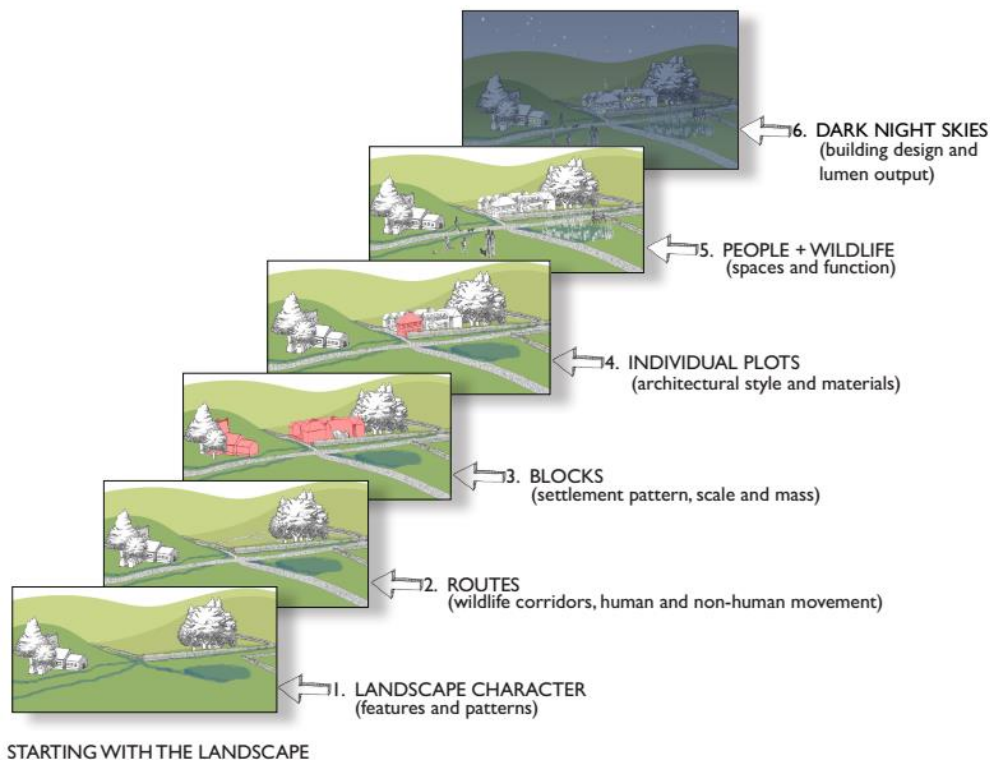 6. DARK NIGHT SKIES
(building design and
lumen output)
5. PEOPLE + WILDLIFE
(spaces and function)
4. INDIVIDUAL PLOTS
(architectural style and materials)
3. BLOCKS
(settlement pattern, scale and mass)
2. ROUTES
(wildlife corridors, human and non-human movement)
1. LANDSCAPE CHARACTER
(features and patterns)
STARTING WITH THE LANDSCAPE